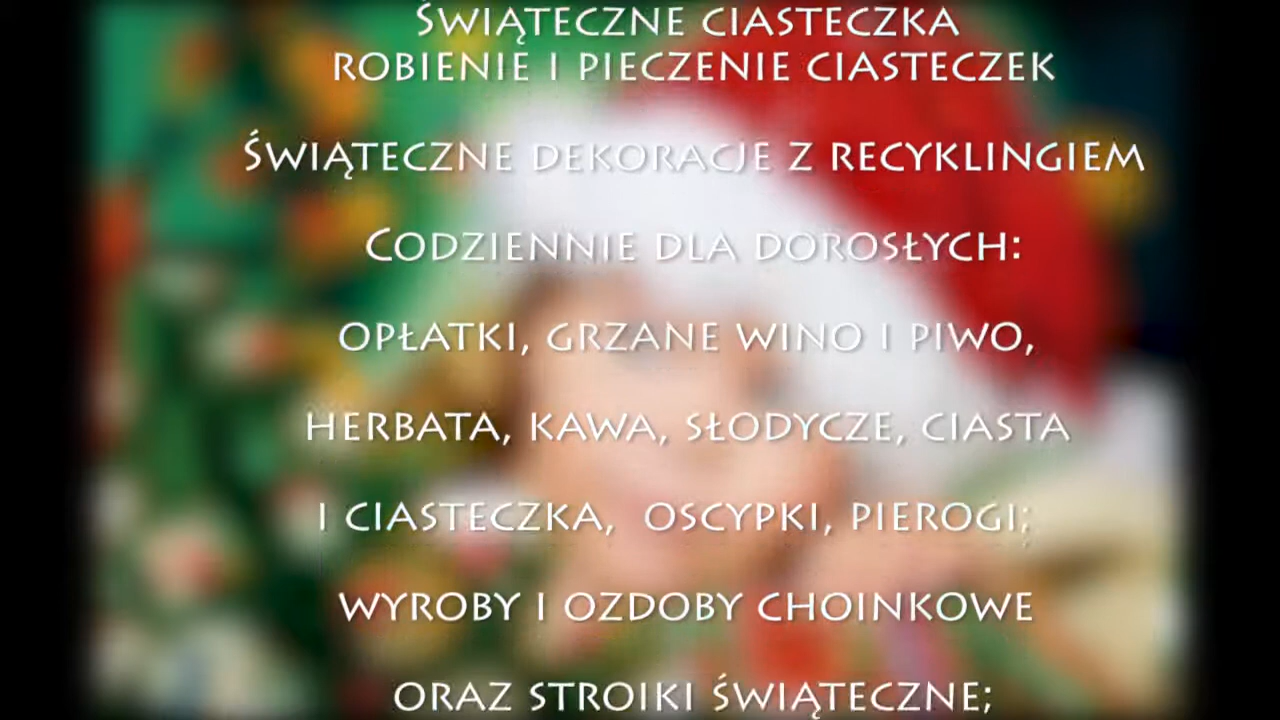 ŚWIĄTECZNE CIASTECZKA
ROBIENIE I PIECZENIE CIASTECZEK
ŚWIĄTECZNE DEKORACJE Z RECYKLINGIEM
CODZIENNIE DLA DOROSŁYCH:
OPŁATKI, GRZANE WINO I PIWO,
HERBATA, KAWA, SŁODYCZE, CIASTA
I CIASTECZKA, OSCYPKI, PIEROGI;
WYROBY I OZDOBY CHOINKOWE
ORAZ STROIKI ŚWIĄTECZNE;